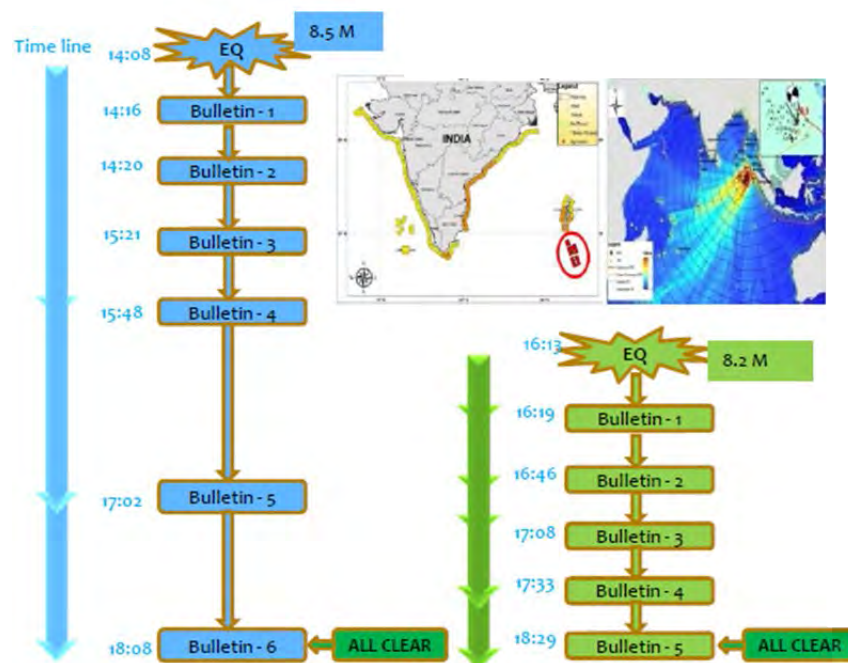 8.5 M
Time line
14:08
EQ
14:16
Bulletin - 1
14:20
Bulletin - 2
15:21
Bulletin - 3
15:48
Bulletin - 4
17:02
Bulletin - 5
18:08
Bulletin - 6
ALL CLEAR
INDIA
Legend
16:13
EQ
8.2 M
16:19
Bulletin - 1
16:46
Bulletin - 2
17:08
Bulletin - 3
17:33
Bulletin - 4
18:29
Bulletin - 5
ALL CLEAR